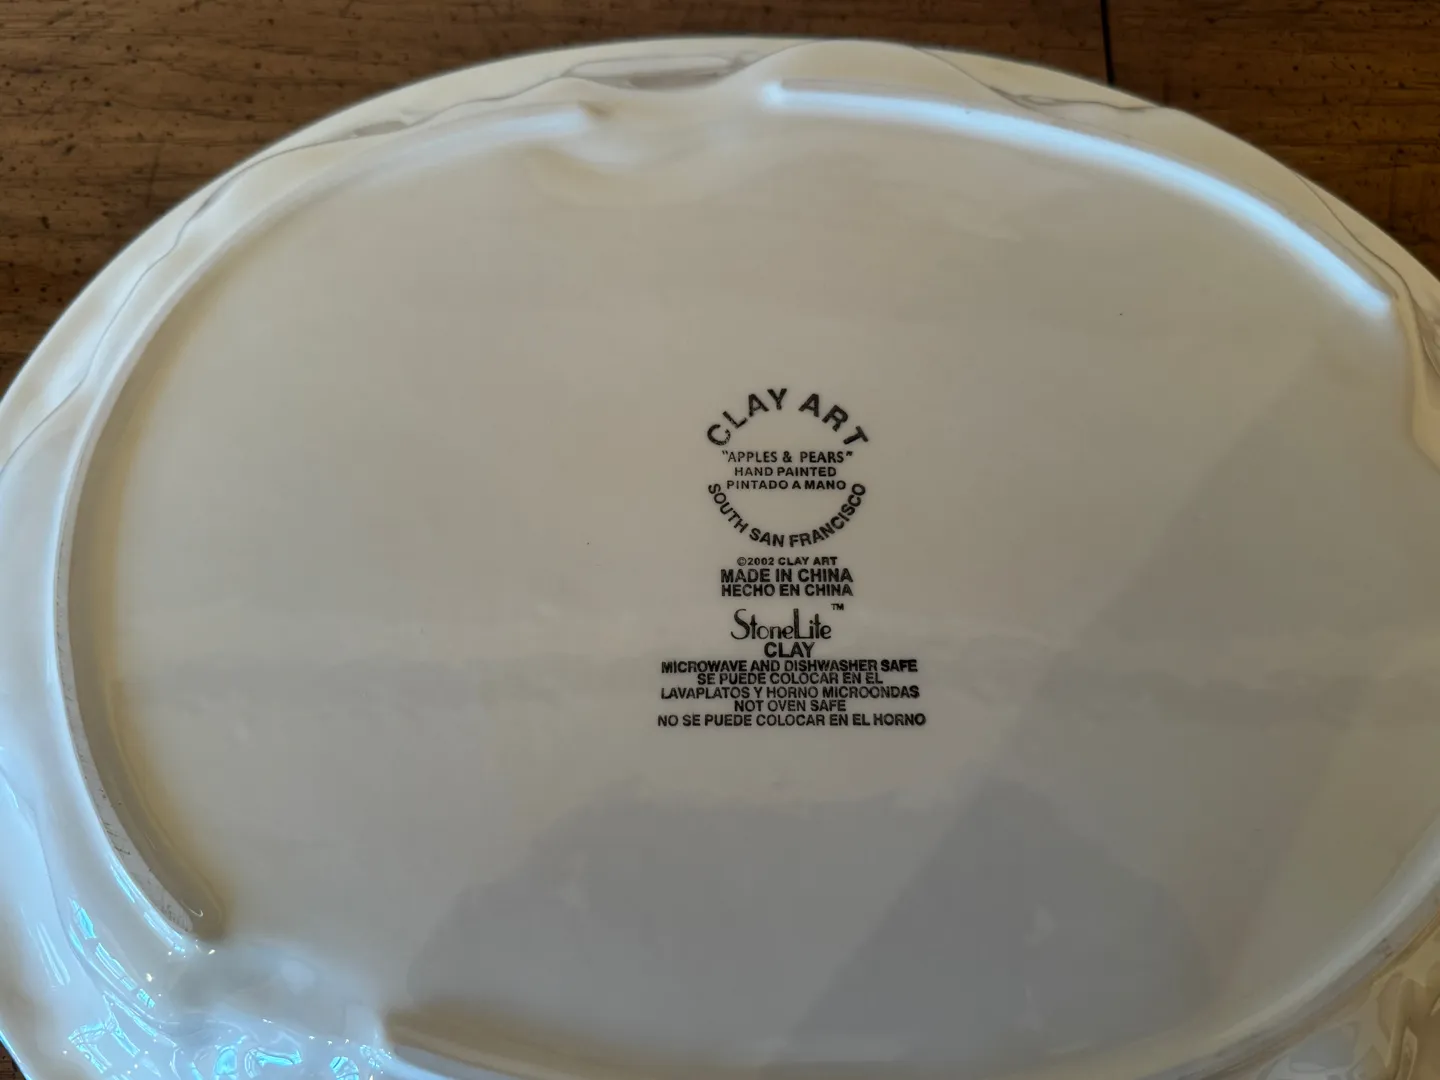 CLAY ART
"APPLES & PEARS"
HAND PAINTED
PINTADO A MANO
SOUTH SAN FRANCISCO
©2002 CLAY ART
MADE IN CHINA
HECHO EN CHINA
StoneLite™
CLAY
MICROWAVE AND DISHWASHER SAFE
SE PUEDE COLOCAR EN EL
LAVAPLATOS Y HORNO MICROONDAS
NOT OVEN SAFE
NO SE PUEDE COLOCAR EN EL HORNO